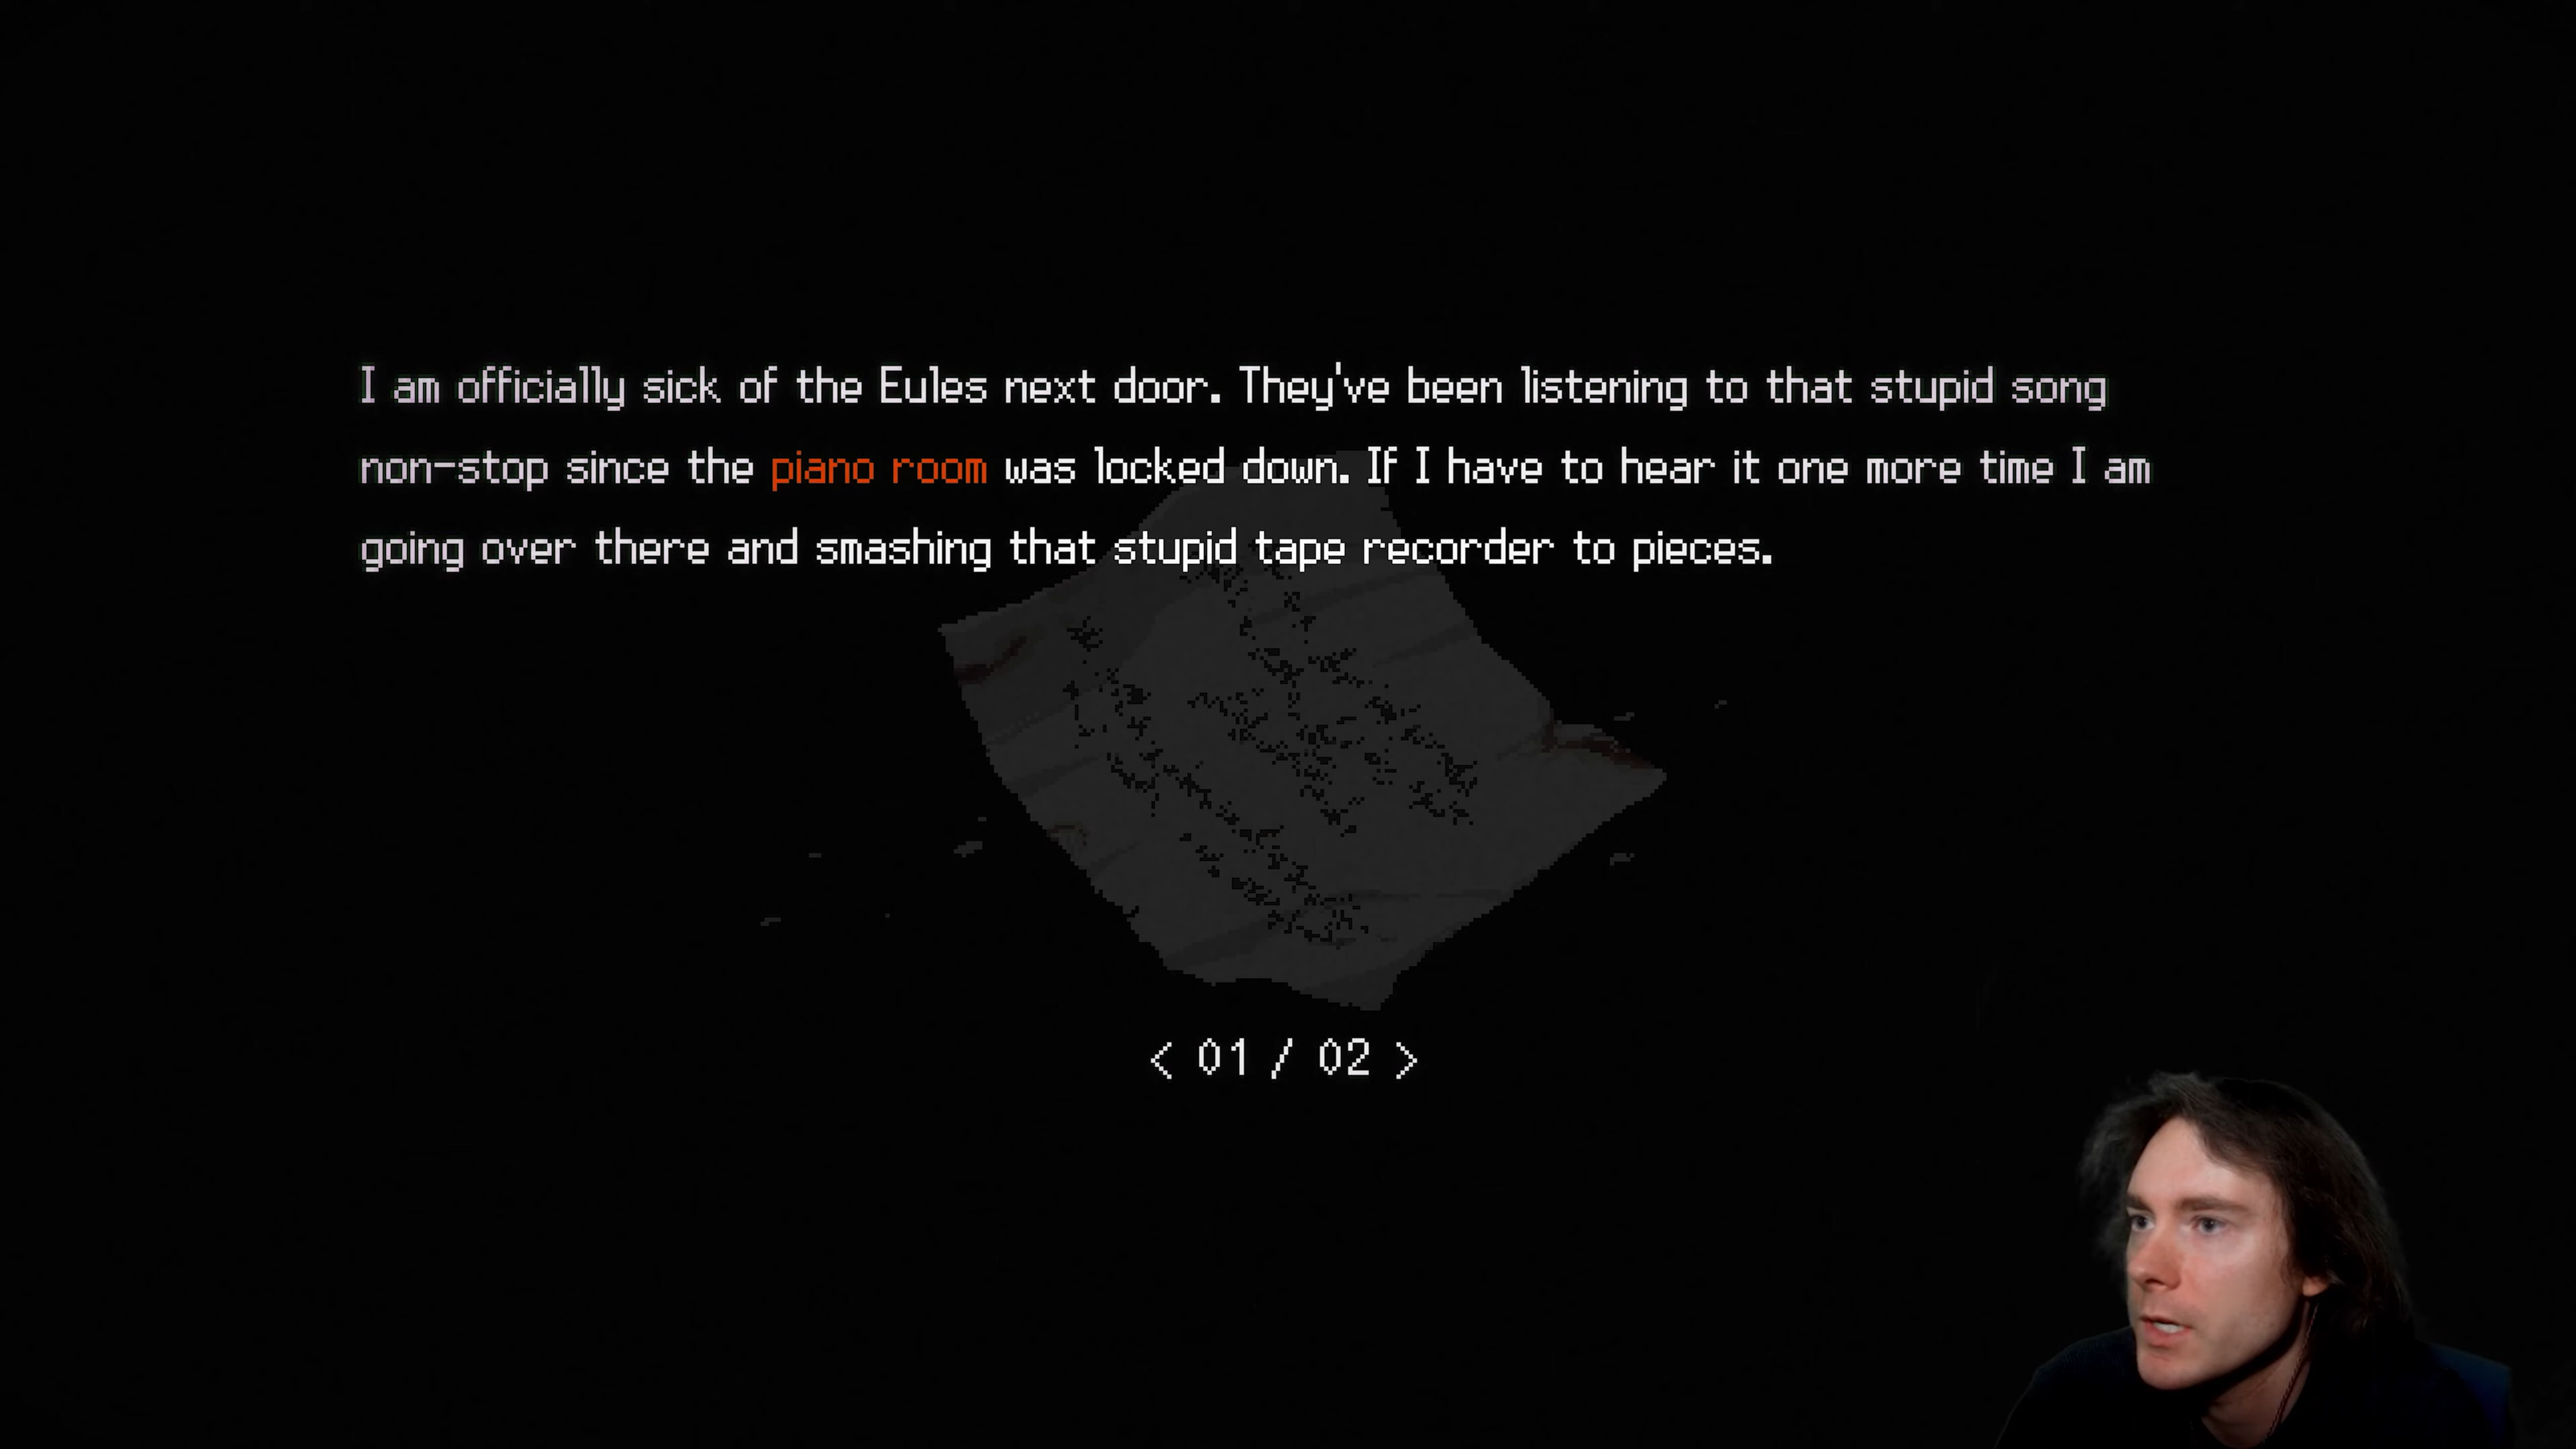 I am officially sick of the Eules next door. They've been listening to that stupid song
non-stop since the piano room was locked down. If I have to hear it one more time I am
going over there and smashing that stupid tape recorder to pieces.
< 01 / 02 >